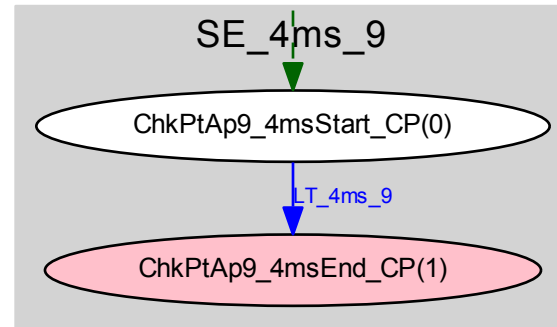 SE_4ms_9
ChkPtAp9_4msStart_CP(0)
LT_4ms_9
ChkPtAp9_4msEnd_CP(1)